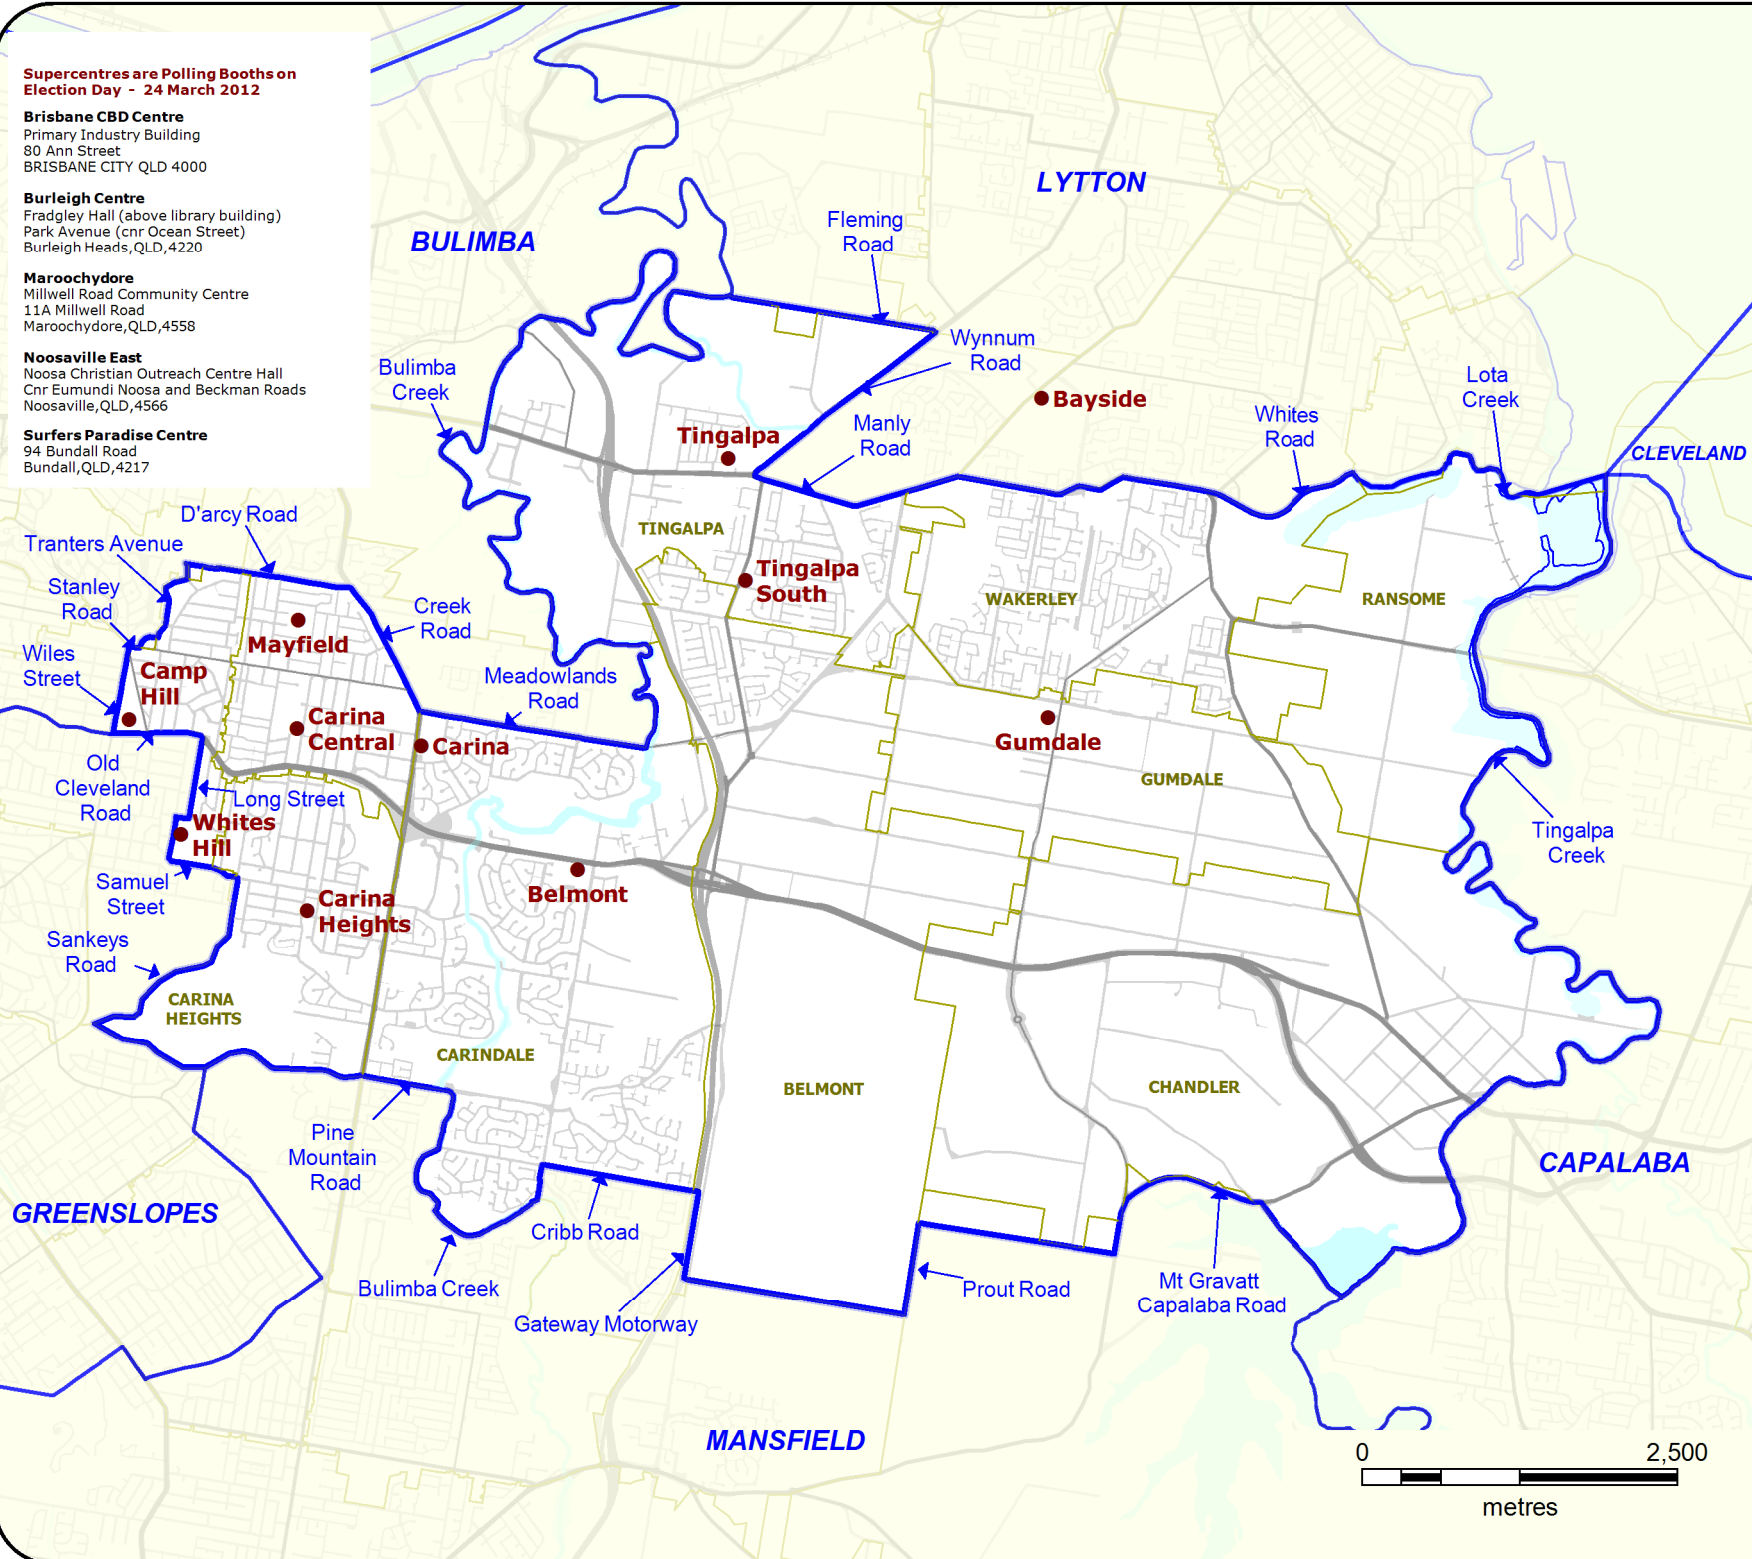 Supercentres are Polling Booths on
Election Day - 24 March 2012
Brisbane CBD Centre
Primary Industry Building
80 Ann Street
BRISBANE CITY QLD 4000
Burleigh Centre
Fradgley Hall (above library building)
Park Avenue (cnr Ocean Street)
Burleigh Heads,QLD,4220
Maroochydore
Millwell Road Community Centre
11A Millwell Road
Maroochydore,QLD,4558
Noosaville East
Noosa Christian Outreach Centre Hall
Cnr Eumundi Noosa and Beckman Roads
Noosaville,QLD,4566
Surfers Paradise Centre
94 Bundall Road
Bundall,QLD,4217
LYTTON
BULIMBA
Fleming
Road
Wynnum
Road
Bulimba
Creek
Bayside
Lota
Creek
Whites
Road
Manly
Road
Tingalpa
CLEVELAND
D'arcy Road
TINGALPA
Tranters Avenue
Stanley
Road
Tingalpa
South
WAKERLEY
RANSOME
Creek
Road
Mayfield
Wiles
Street
Camp
Hill
Meadowlands
Road
Carina
Central
Carina
Gumdale
Old
Cleveland
Road
Long Street
GUMDALE
Whites
Hill
Tingalpa
Creek
Samuel
Street
Belmont
Carina
Heights
Sankeys
Road
CARINA
HEIGHTS
CARINDALE
BELMONT
CHANDLER
Pine
Mountain
Road
CAPALABA
GREENSLOPES
Cribb Road
Bulimba Creek
Prout Road
Mt Gravatt
Capalaba Road
Gateway Motorway
MANSFIELD
0 2,500
metres